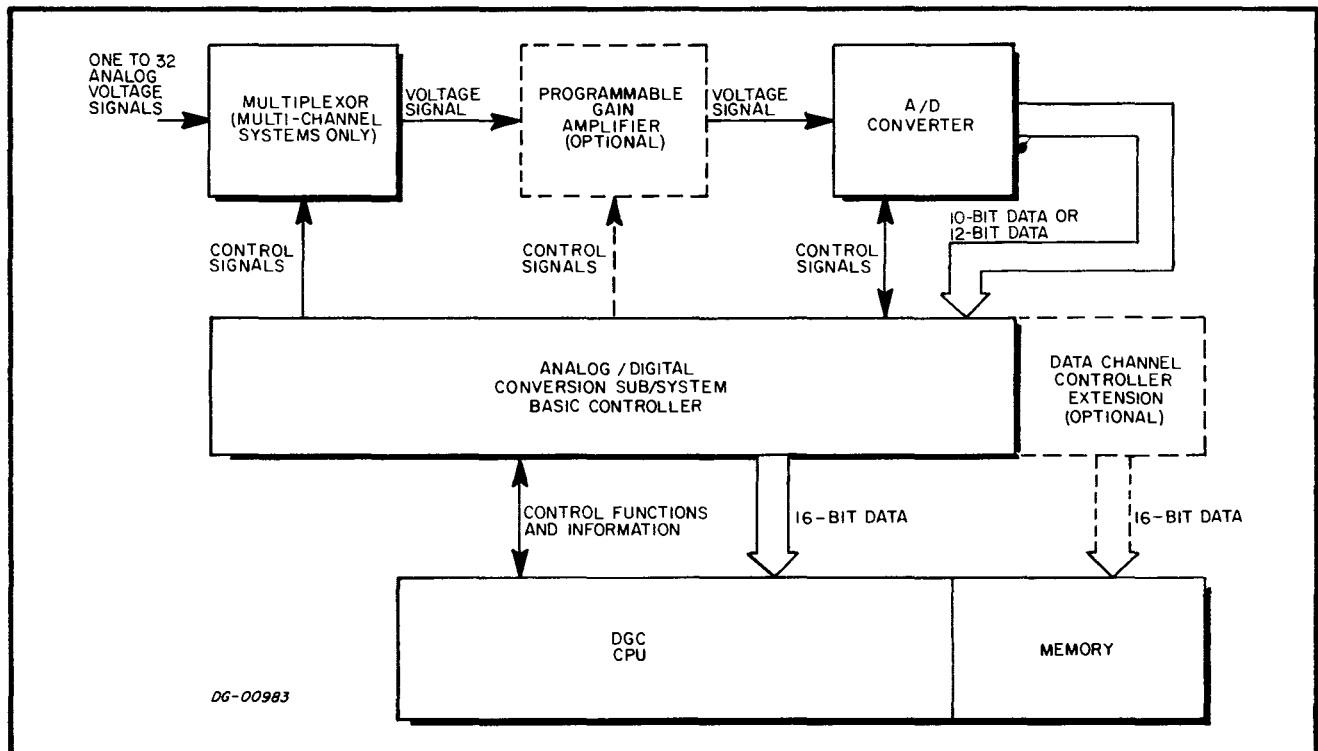 ONE TO 32
ANALOG
VOLTAGE
SIGNALS
MULTIPLEXOR
(MULTI-CHANNEL
SYSTEMS ONLY)
VOLTAGE
SIGNAL
PROGRAMMABLE
GAIN
AMPLIFIER
(OPTIONAL)
VOLTAGE
SIGNAL
A/D
CONVERTER
CONTROL
SIGNALS
CONTROL
SIGNALS
CONTROL
SIGNALS
10-BIT DATA OR
12-BIT DATA
ANALOG / DIGITAL
CONVERSION SUB/SYSTEM
BASIC CONTROLLER
DATA CHANNEL
CONTROLLER
EXTENSION
(OPTIONAL)
CONTROL FUNCTIONS
AND INFORMATION
16-BIT DATA
16-BIT DATA
DGC
CPU
MEMORY
DG-00983